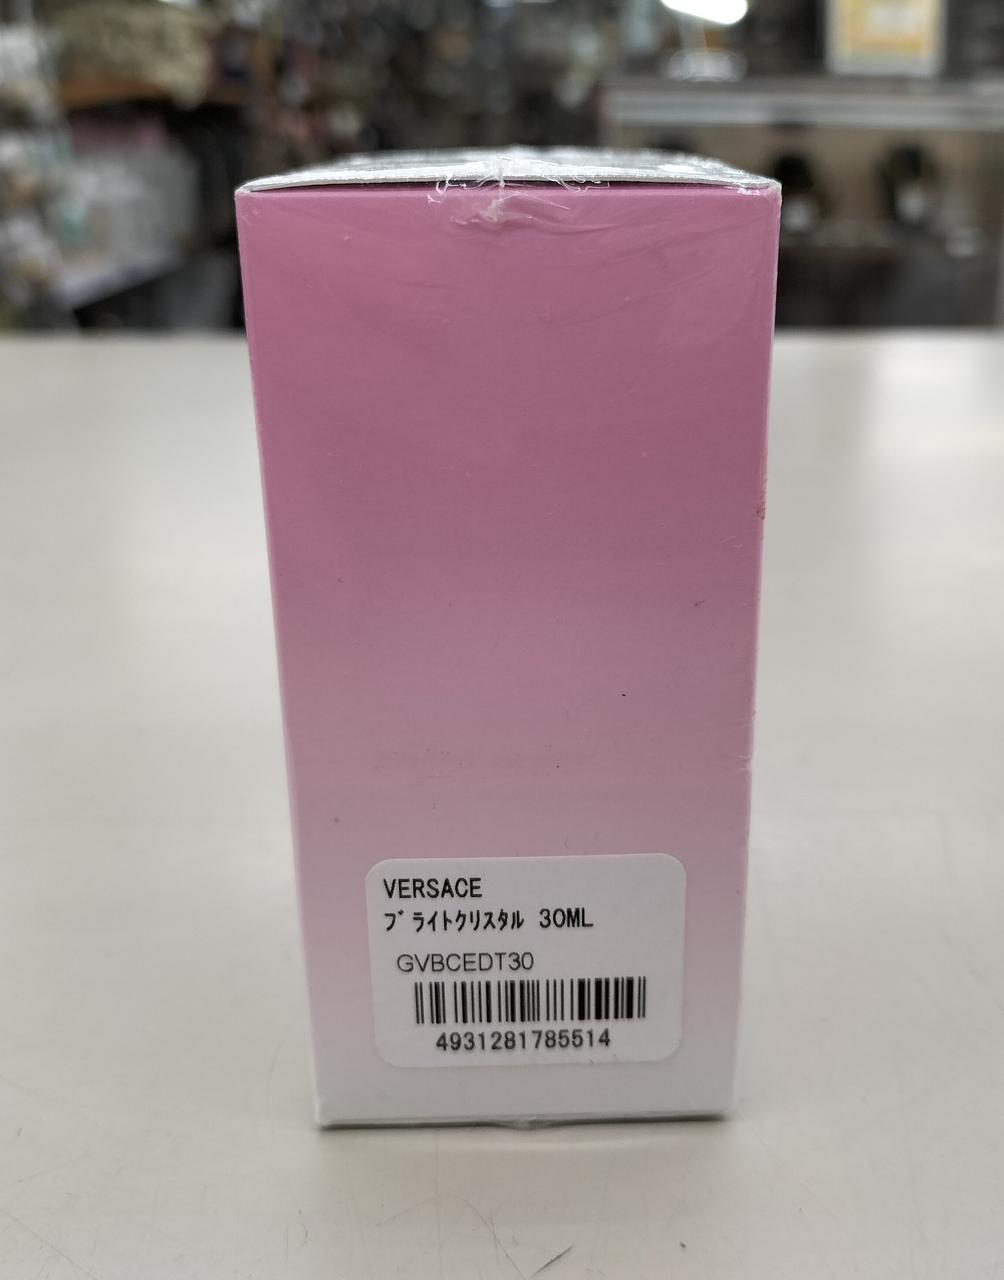 VERSACE
ﾌﾞﾗｲﾄｸﾘｽﾀﾙ 30ML
GVBCEDT30
4931281785514